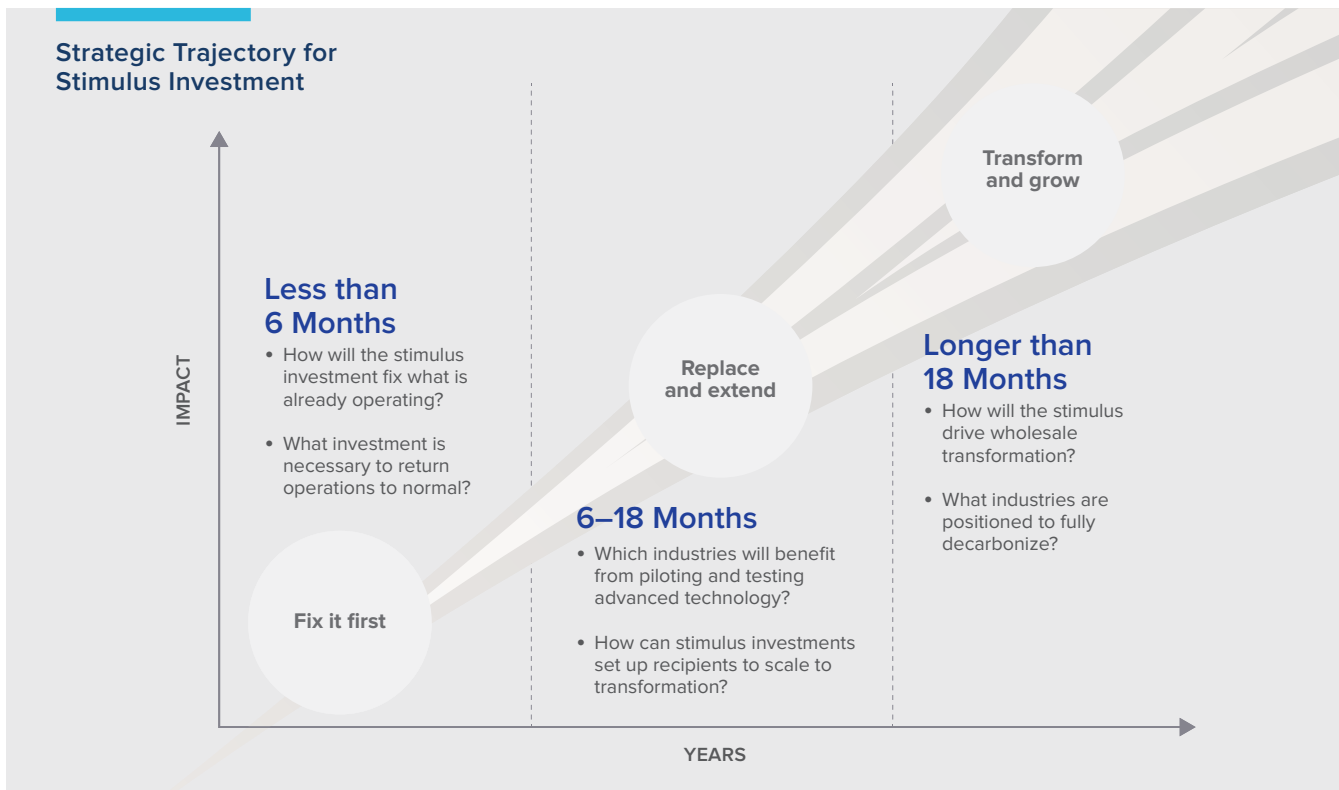 Strategic Trajectory for
Stimulus Investment
IMPACT
Less than
6 Months
• How will the stimulus
investment fix what is
already operating?
• What investment is
necessary to return
operations to normal?
Fix it first
Replace
and extend
6–18 Months
• Which industries will benefit
from piloting and testing
advanced technology?
• How can stimulus investments
set up recipients to scale to
transformation?
Transform
and grow
Longer than
18 Months
• How will the stimulus
drive wholesale
transformation?
• What industries are
positioned to fully
decarbonize?
YEARS